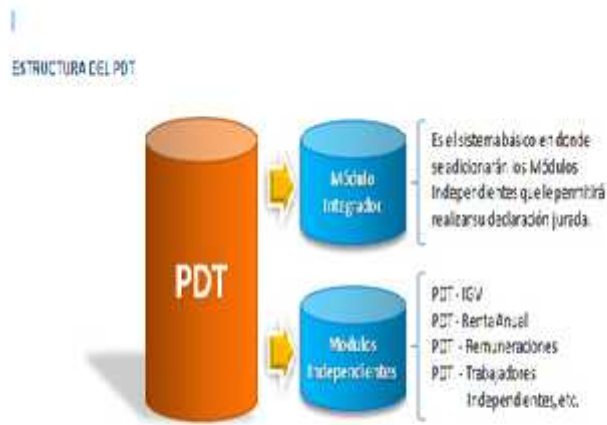 ESTRUCTURA DEL PDT
PDT
Módulo
Integrador
Es el sistema básico en donde
se adicionarán los Módulos
Independientes que le permitirá
realizar su declaración jurada.
Módulos
Independientes
PDT - IGV
PDT - Renta Anual
PDT - Remuneraciones
PDT - Trabajadores
Independientes, etc.